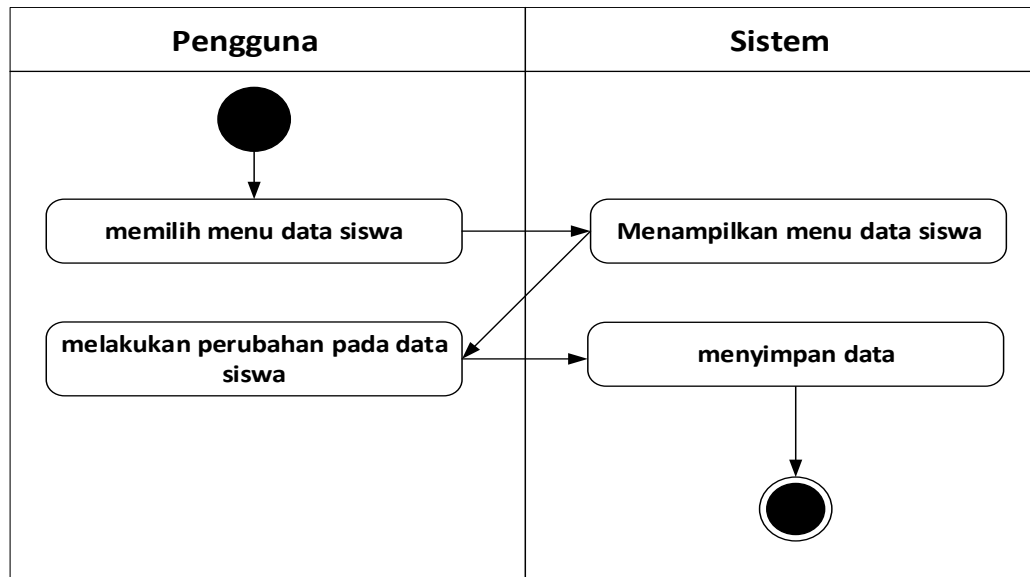 Pengguna
Sistem
memilih menu data siswa
Menampilkan menu data siswa
melakukan perubahan pada data
siswa
menyimpan data